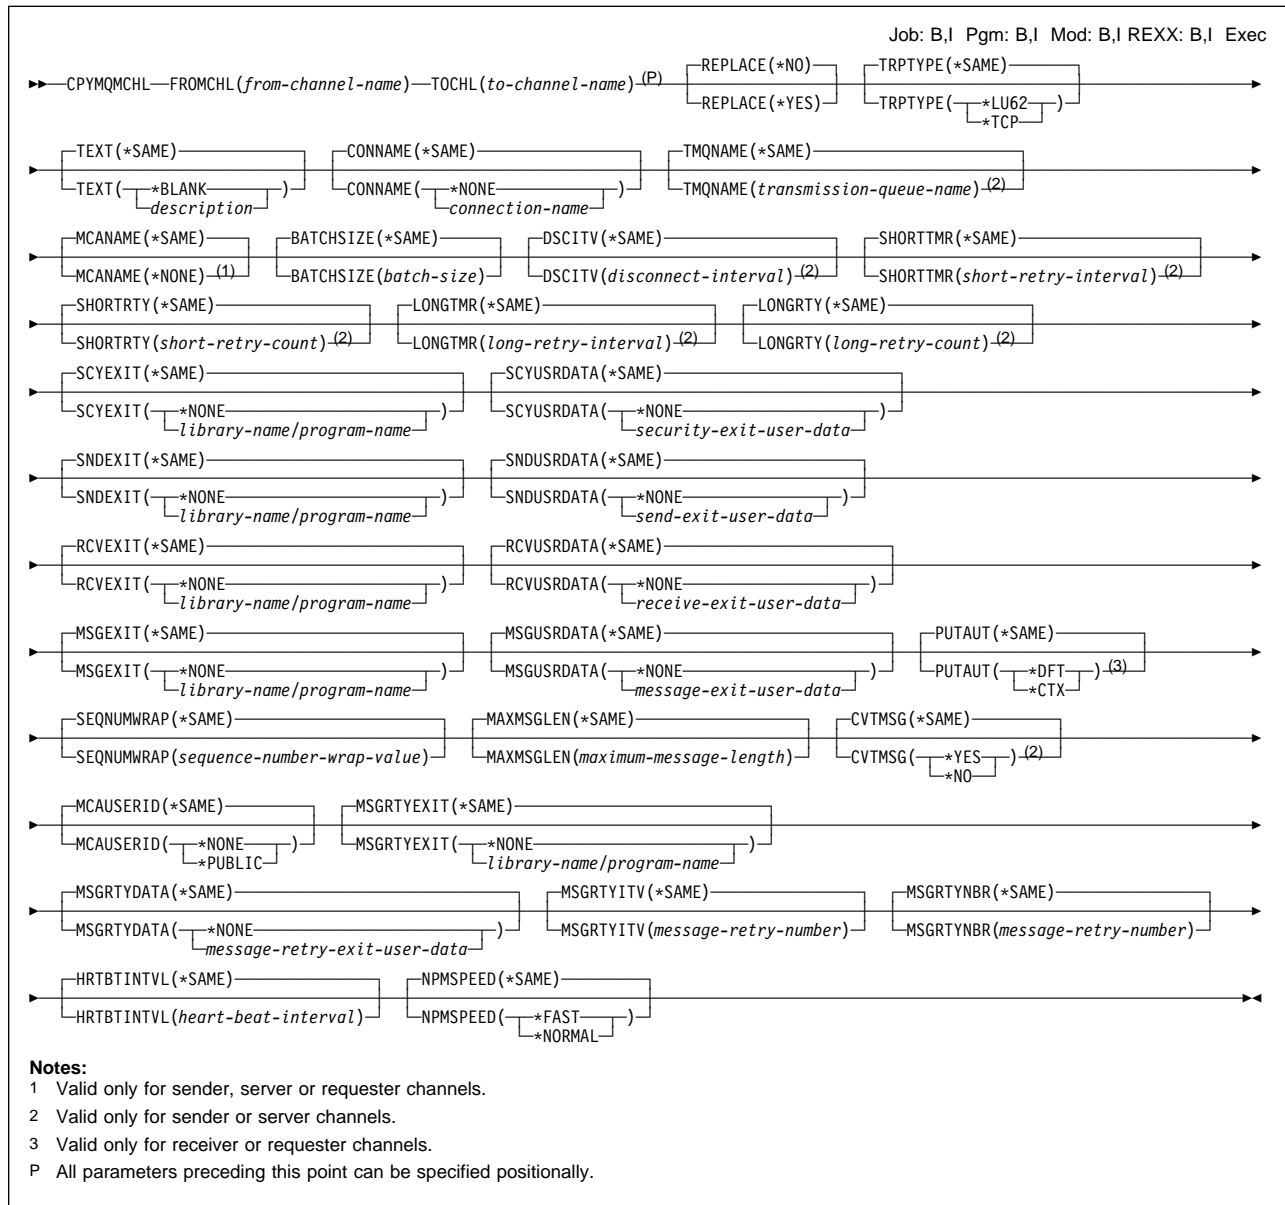 Job: B,I Pgm: B,I Mod: B,I REXX: B,I Exec
REPLACE(*NO) TRPTYPE(*SAME)
CPYMQMCHL FROMCHL(from-channel-name) TOCHL(to-channel-name) (P)
REPLACE(*YES) TRPTYPE( *LU62 )
*TCP
TEXT(*SAME) CONNAME(*SAME) TMQNAME(*SAME)
TEXT( *BLANK ) CONNAME( *NONE ) TMQNAME(transmission-queue-name) (2)
description connection-name
MCANAME(*SAME) BATCHSIZE(*SAME) DSCITV(*SAME) SHORTTMR(*SAME)
MCANAME(*NONE) (1) BATCHSIZE(batch-size) DSCITV(disconnect-interval) (2) SHORTTMR(short-retry-interval) (2)
SHORTRTY(*SAME) LONGTMR(*SAME) LONGRTY(*SAME)
SHORTRTY(short-retry-count) (2) LONGTMR(long-retry-interval) (2) LONGRTY(long-retry-count) (2)
SCYEXIT(*SAME) SCYUSRDATA(*SAME)
SCYEXIT( *NONE ) SCYUSRDATA( *NONE )
library-name/program-name security-exit-user-data
SNDEXIT(*SAME) SNDUSRDATA(*SAME)
SNDEXIT( *NONE ) SNDUSRDATA( *NONE )
library-name/program-name send-exit-user-data
RCVEXIT(*SAME) RCVUSRDATA(*SAME)
RCVEXIT( *NONE ) RCVUSRDATA( *NONE )
library-name/program-name receive-exit-user-data
MSGEXIT(*SAME) MSGUSRDATA(*SAME) PUTAUT(*SAME)
MSGEXIT( *NONE ) MSGUSRDATA( *NONE ) PUTAUT( *DFT ) (3)
library-name/program-name message-exit-user-data *CTX
SEQNUMWRAP(*SAME) MAXMSGLEN(*SAME) CVTMSG(*SAME)
SEQNUMWRAP(sequence-number-wrap-value) MAXMSGLEN(maximum-message-length) CVTMSG( *YES ) (2)
*NO
MCAUSERID(*SAME) MSGRTYEXIT(*SAME)
MCAUSERID( *NONE ) MSGRTYEXIT( *NONE )
*PUBLIC library-name/program-name
MSGRTYDATA(*SAME) MSGRTYITV(*SAME) MSGRTYNBR(*SAME)
MSGRTYDATA( *NONE ) MSGRTYITV(message-retry-number) MSGRTYNBR(message-retry-number)
message-retry-exit-user-data
HRTBTINTVL(*SAME) NPMSPEED(*SAME)
HRTBTINTVL(heart-beat-interval) NPMSPEED( *FAST )
*NORMAL
Notes:
1 Valid only for sender, server or requester channels.
2 Valid only for sender or server channels.
3 Valid only for receiver or requester channels.
P All parameters preceding this point can be specified positionally.